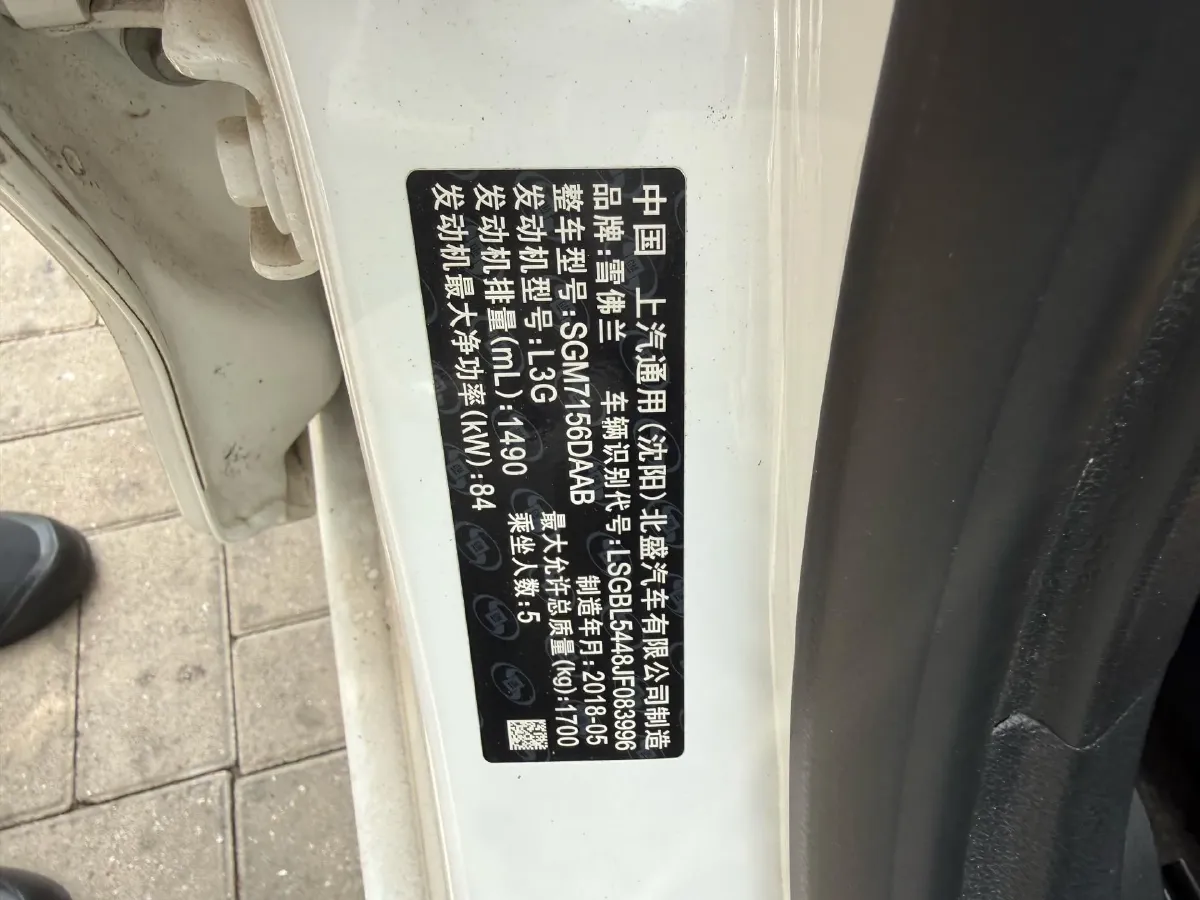 中国 上汽通用(沈阳)北盛汽车有限公司制造
品牌:雪佛兰 车辆识别代号:LSGBL5448JF083996
整车型号:SGM7156DAAB 制造年月:2018-05
发动机型号:L3G 最大允许总质量(kg):1700
发动机排量(mL):1490 乘坐人数:5
发动机最大净功率(kW):84